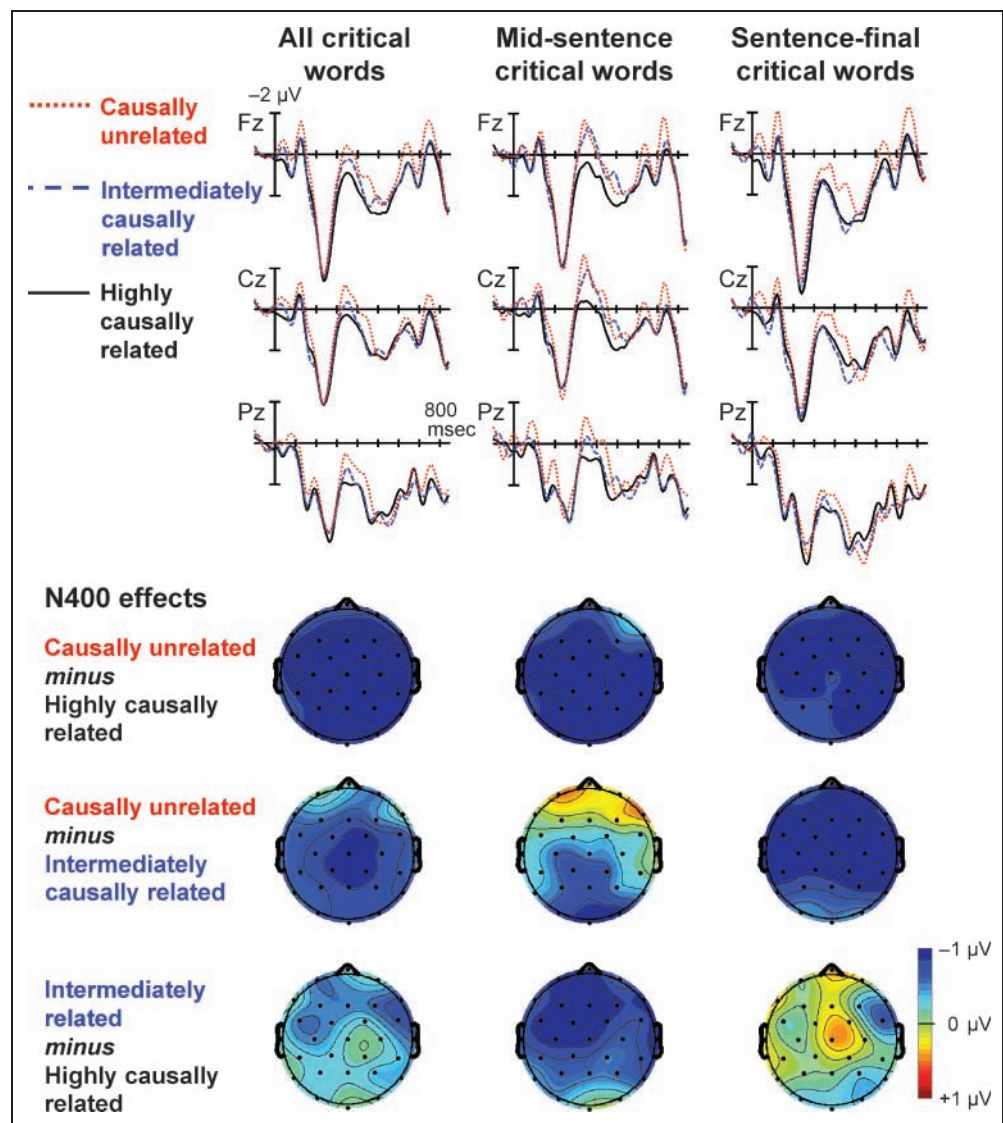 All critical
words
Mid-sentence
critical words
Sentence-final
critical words
Causally
unrelated
Intermediately
causally
related
Highly
causally
related
–2 µV
Fz
Fz
Fz
Cz
Cz
Cz
Pz
800
msec
Pz
Pz
N400 effects
Causally unrelated
minus
Highly causally
related
Causally unrelated
minus
Intermediately
causally related
Intermediately
related
minus
Highly causally
related
–1 µV
0 µV
+1 µV